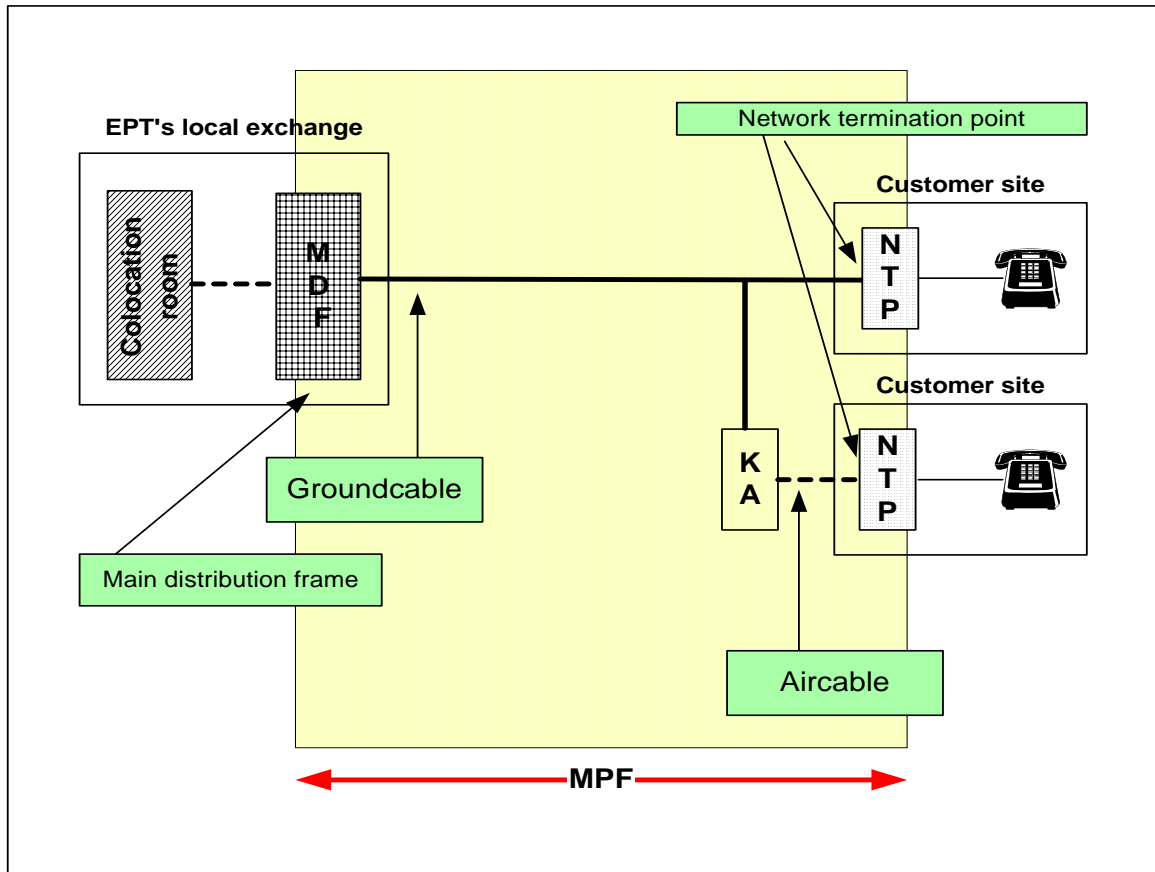 EPT's local exchange
Network termination point
Customer site
Colocation
room
M
D
F
N
T
P
Customer site
K
A
N
T
P
Groundcable
Main distribution frame
Aircable
MPF